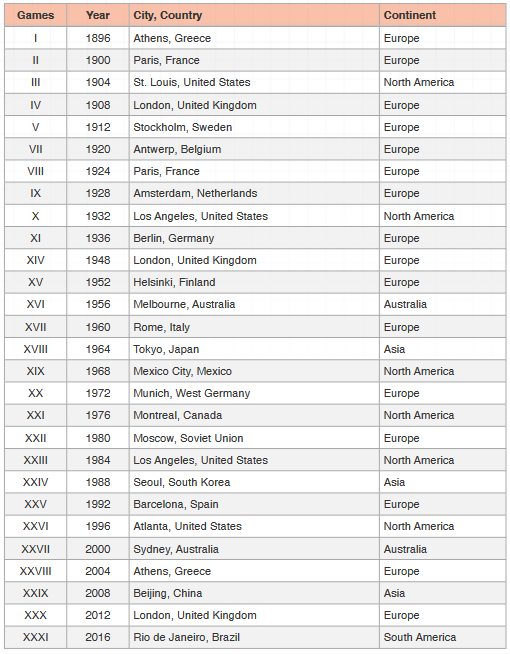 Games Year City, Country Continent
I 1896 Athens, Greece Europe
II 1900 Paris, France Europe
III 1904 St. Louis, United States North America
IV 1908 London, United Kingdom Europe
V 1912 Stockholm, Sweden Europe
VII 1920 Antwerp, Belgium Europe
VIII 1924 Paris, France Europe
IX 1928 Amsterdam, Netherlands Europe
X 1932 Los Angeles, United States North America
XI 1936 Berlin, Germany Europe
XIV 1948 London, United Kingdom Europe
XV 1952 Helsinki, Finland Europe
XVI 1956 Melbourne, Australia Australia
XVII 1960 Rome, Italy Europe
XVIII 1964 Tokyo, Japan Asia
XIX 1968 Mexico City, Mexico North America
XX 1972 Munich, West Germany Europe
XXI 1976 Montreal, Canada North America
XXII 1980 Moscow, Soviet Union Europe
XXIII 1984 Los Angeles, United States North America
XXIV 1988 Seoul, South Korea Asia
XXV 1992 Barcelona, Spain Europe
XXVI 1996 Atlanta, United States North America
XXVII 2000 Sydney, Australia Australia
XXVIII 2004 Athens, Greece Europe
XXIX 2008 Beijing, China Asia
XXX 2012 London, United Kingdom Europe
XXXI 2016 Rio de Janeiro, Brazil South America